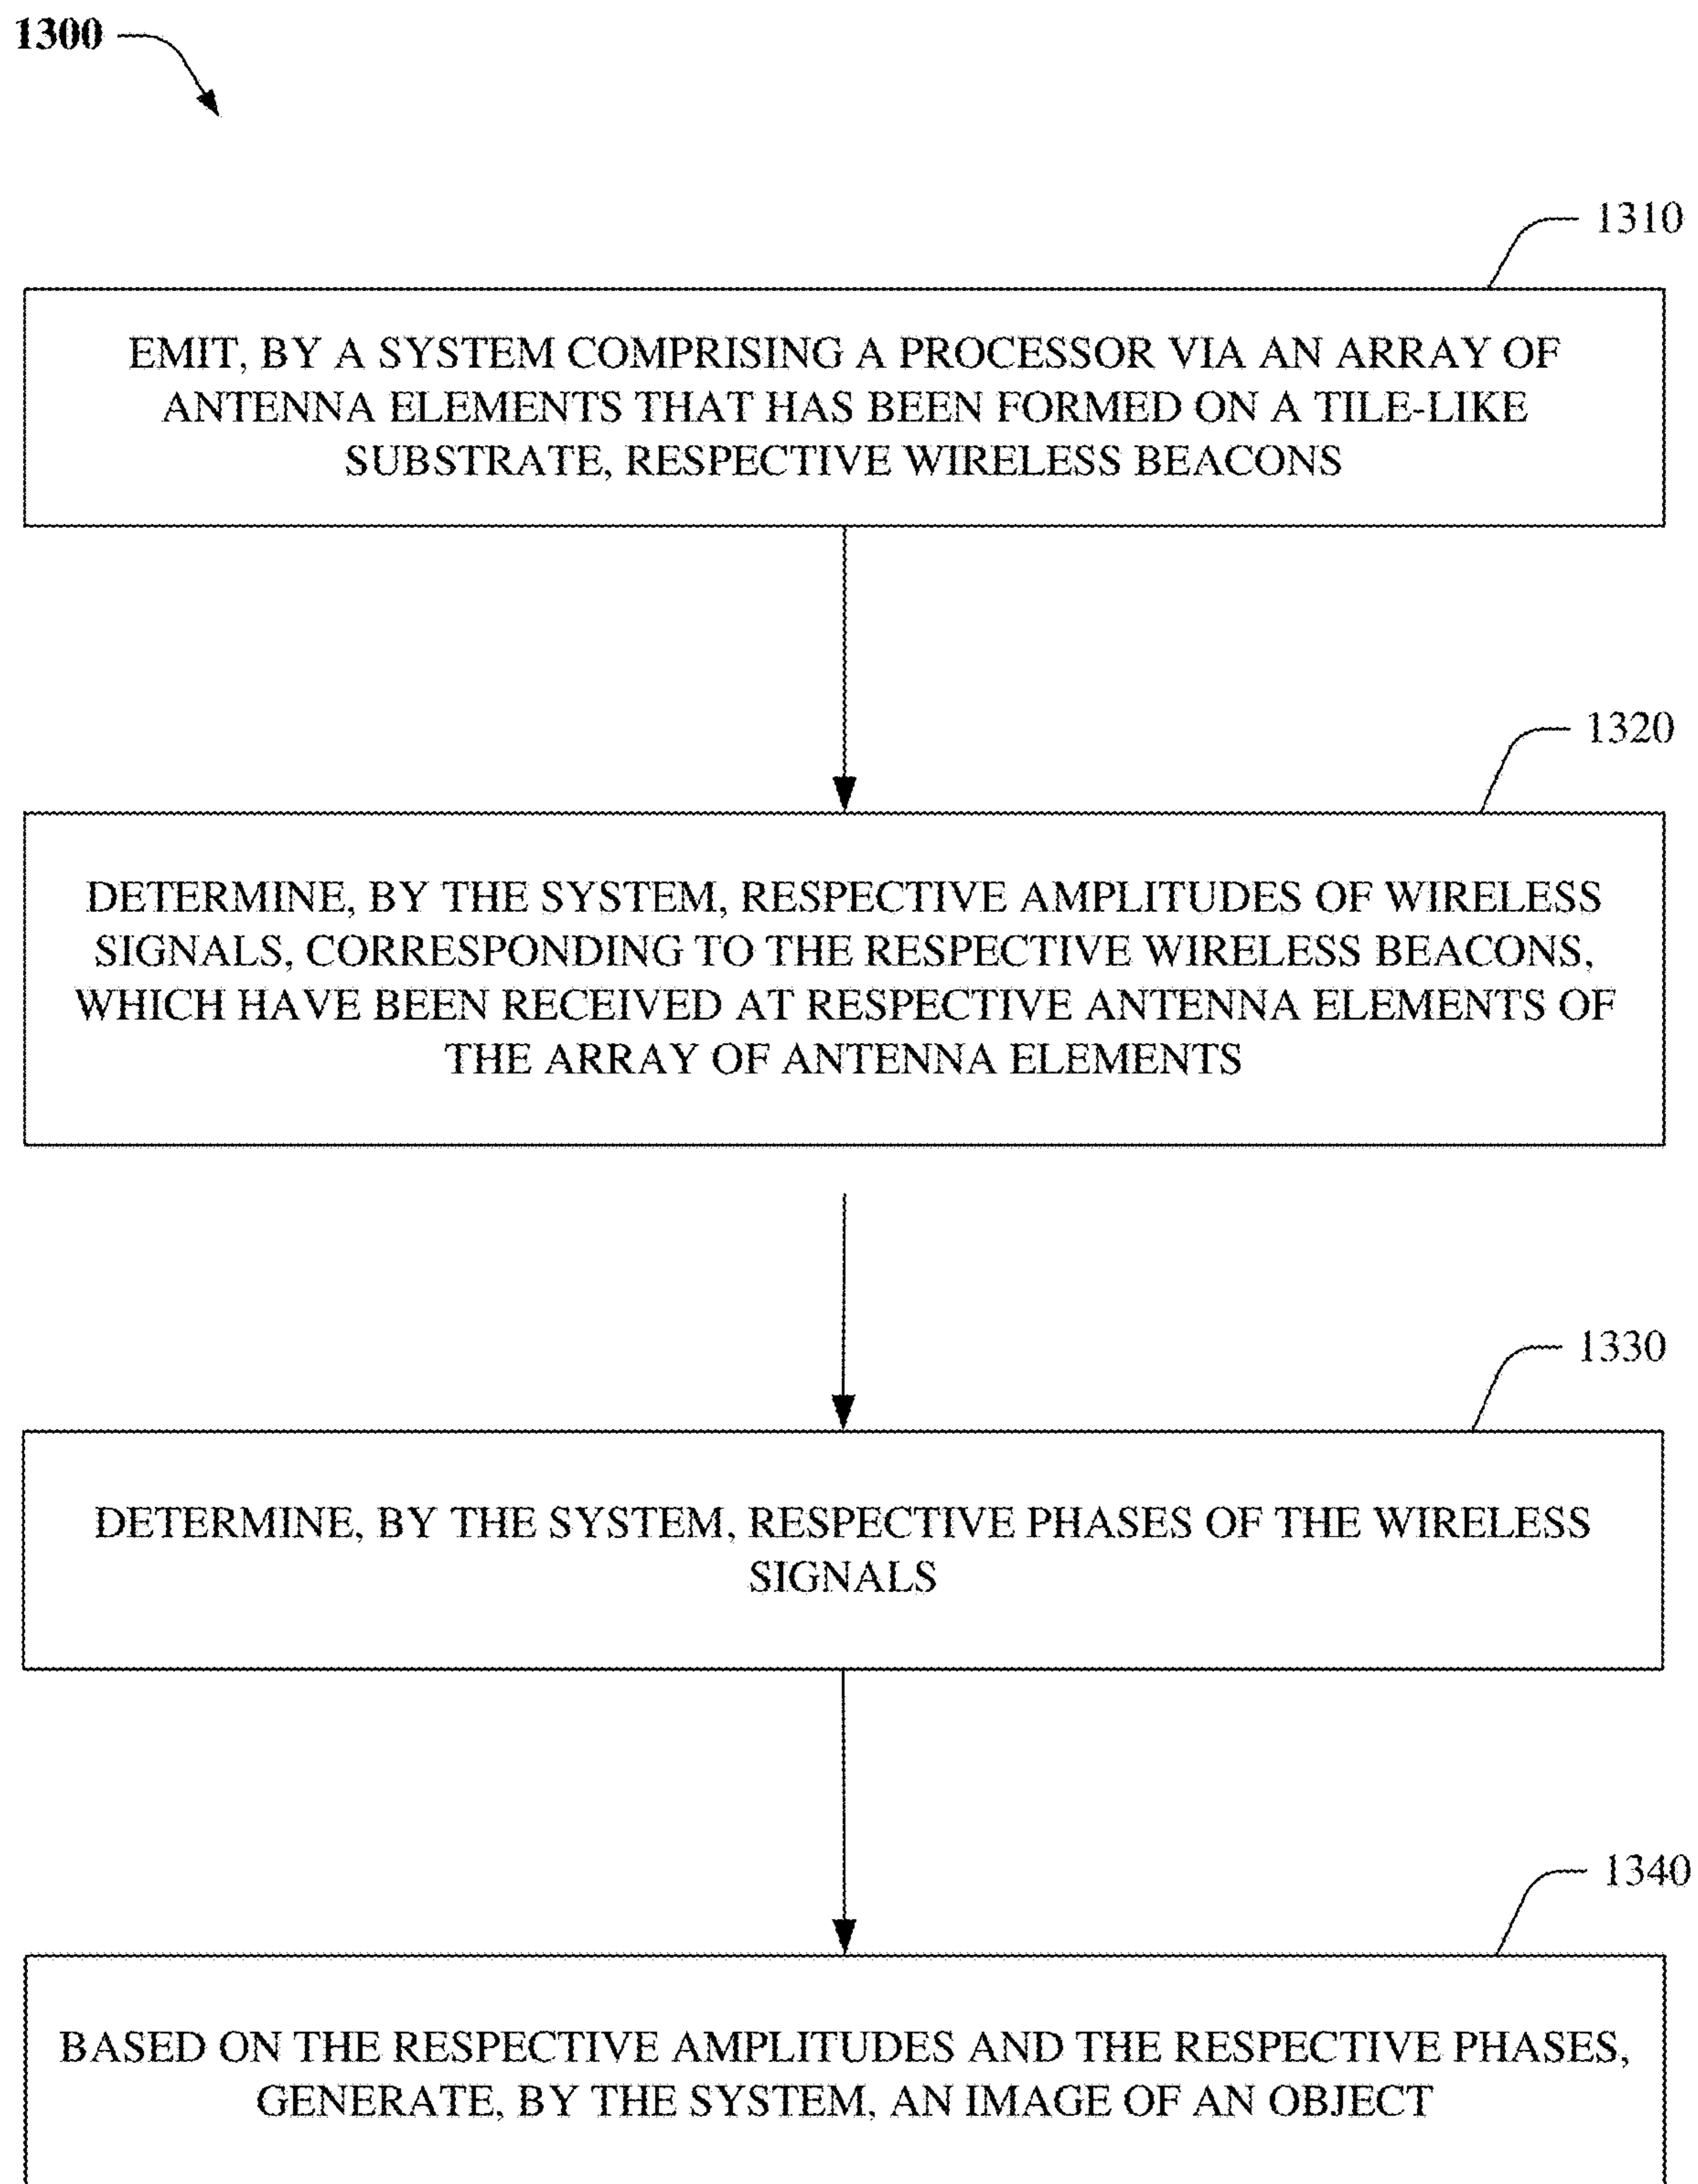 1300
1310
EMIT, BY A SYSTEM COMPRISING A PROCESSOR VIA AN ARRAY OF
ANTENNA ELEMENTS THAT HAS BEEN FORMED ON A TILE-LIKE
SUBSTRATE, RESPECTIVE WIRELESS BEACONS
1320
DETERMINE, BY THE SYSTEM, RESPECTIVE AMPLITUDES OF WIRELESS
SIGNALS, CORRESPONDING TO THE RESPECTIVE WIRELESS BEACONS,
WHICH HAVE BEEN RECEIVED AT RESPECTIVE ANTENNA ELEMENTS OF
THE ARRAY OF ANTENNA ELEMENTS
1330
DETERMINE, BY THE SYSTEM, RESPECTIVE PHASES OF THE WIRELESS
SIGNALS
1340
BASED ON THE RESPECTIVE AMPLITUDES AND THE RESPECTIVE PHASES,
GENERATE, BY THE SYSTEM, AN IMAGE OF AN OBJECT